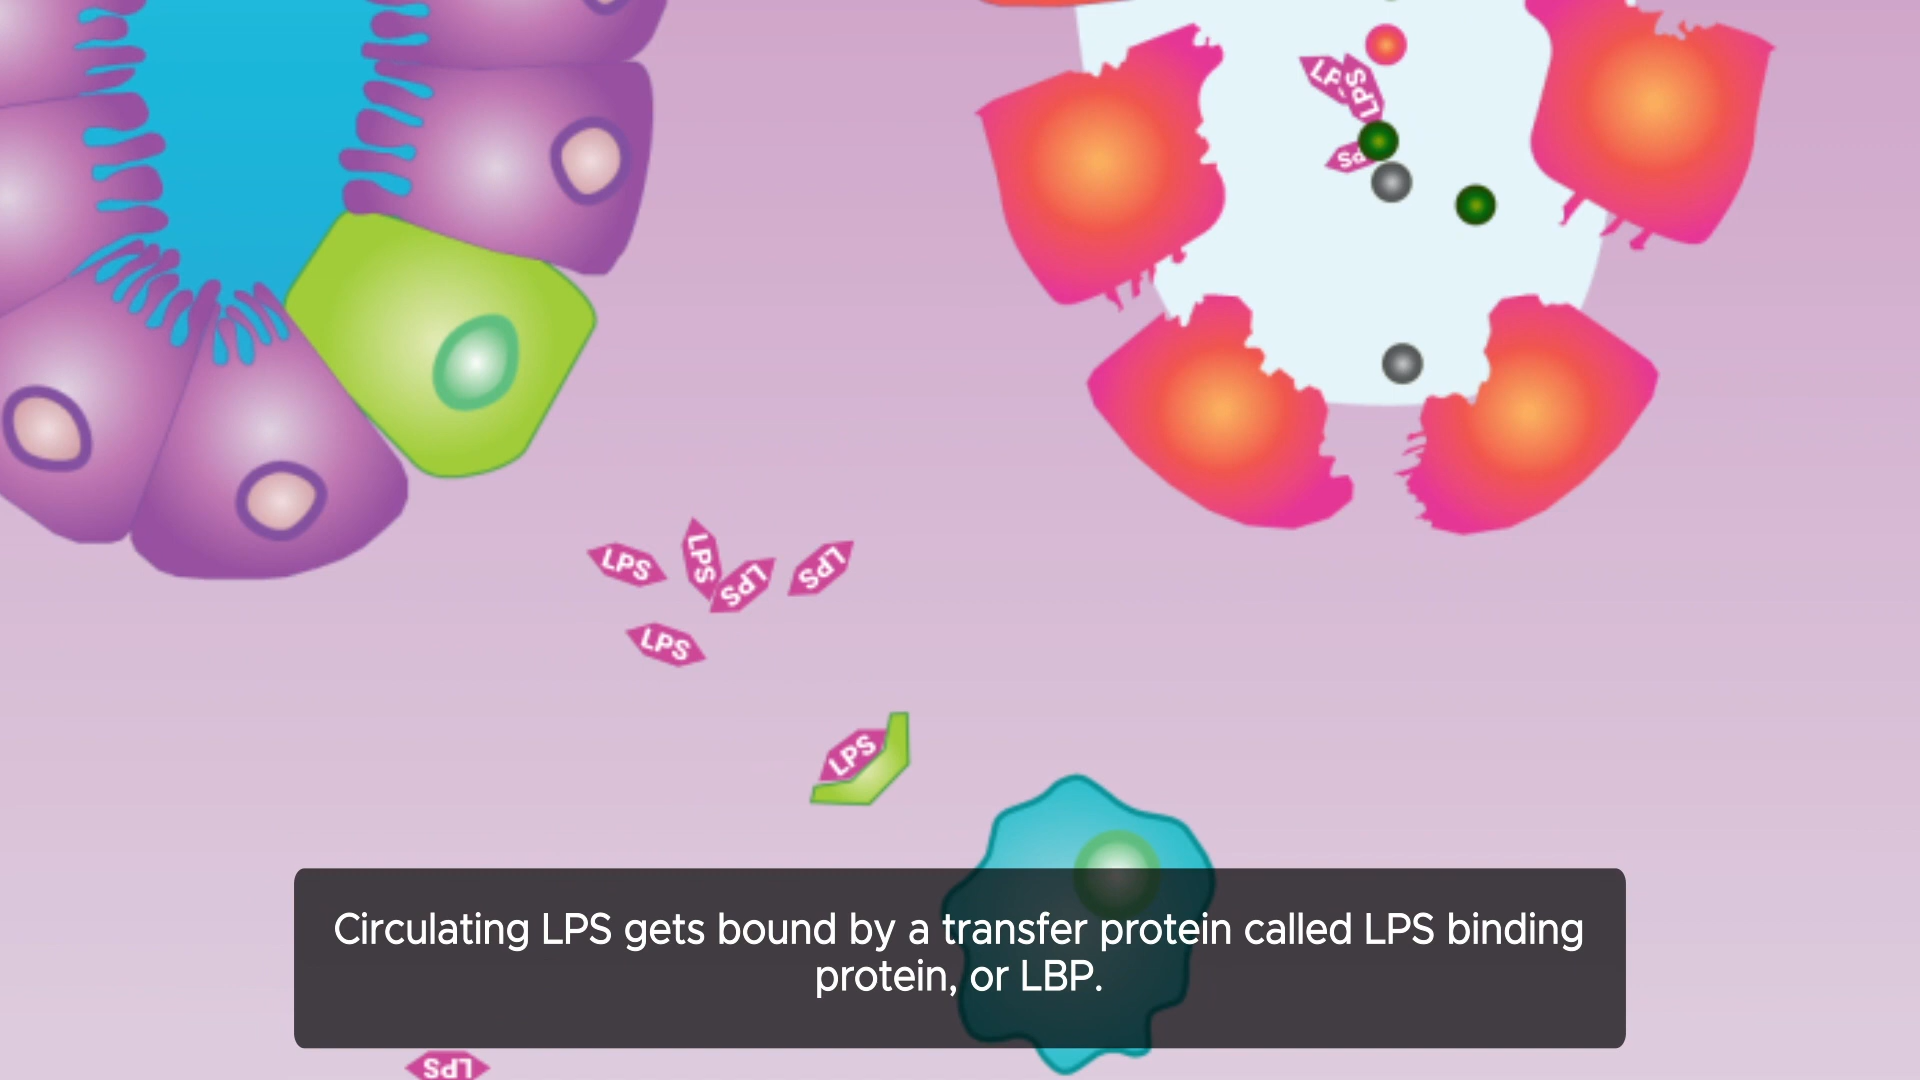 LPS
LPS
LPS
LPS
LPS
LPS
LPS
LPS
Circulating LPS gets bound by a transfer protein called LPS binding
protein, or LBP.
LPS